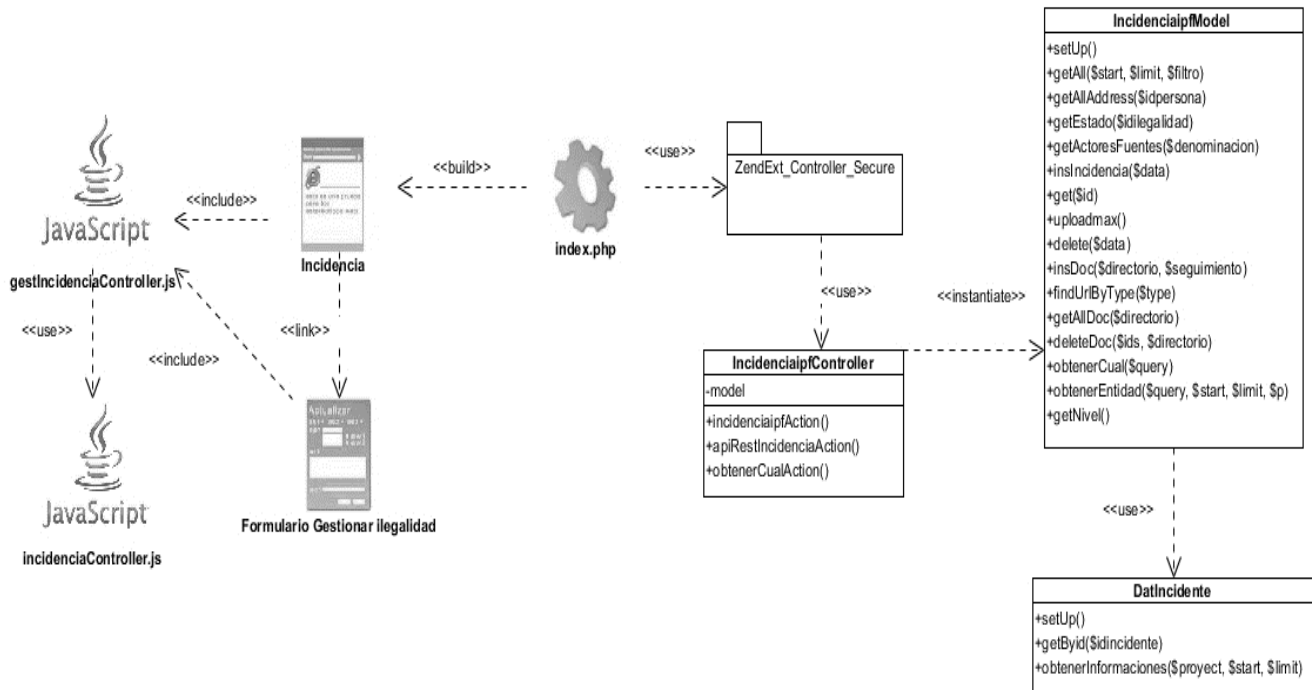 IncidenciaipfModel
+setUp()
+getAll($start, $limit, $filtro)
+getAllAddress($idpersona)
+getEstado($idilegalidad)
+getActoresFuentes($denominacion)
+insIncidencia($data)
+get($id)
+uploadmax()
+delete($data)
+insDoc($directorio, $seguimiento)
+findUrlByType($type)
+getAllDoc($directorio)
+deleteDoc($ids, $directorio)
+obtenerCual($query)
+obtenerEntidad($query, $start, $limit, $p)
+getNivel()
<<use>>
ZendExt_Controller_Secure
<<build>>
index.php
<<include>>
Incidencia
JavaScript
gestIncidenciaController.js
<<use>>
<<include>>
<<link>>
<<use>>
<<instantiate>>
IncidenciaipfController
-model
+incidenciaipfAction()
+apiRestIncidenciaAction()
+obtenerCualAction()
Aptualizar
Formulario Gestionar ilegalidad
JavaScript
incidenciaController.js
<<use>>
DatIncidente
+setUp()
+getByid($idincidente)
+obtenerInformaciones($proyect, $start, $limit)